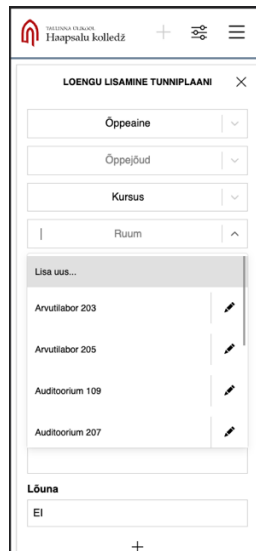 TALLINNA ÜLIKOOL
Haapsalu kolledž
LOENGU LISAMINE TUNNIPLAANI
Õppeaine
Õppejõud
Kursus
Ruum
Lisa uus...
Arvutilabor 203
Arvutilabor 205
Auditoorium 109
Auditoorium 207
Lõuna
EI